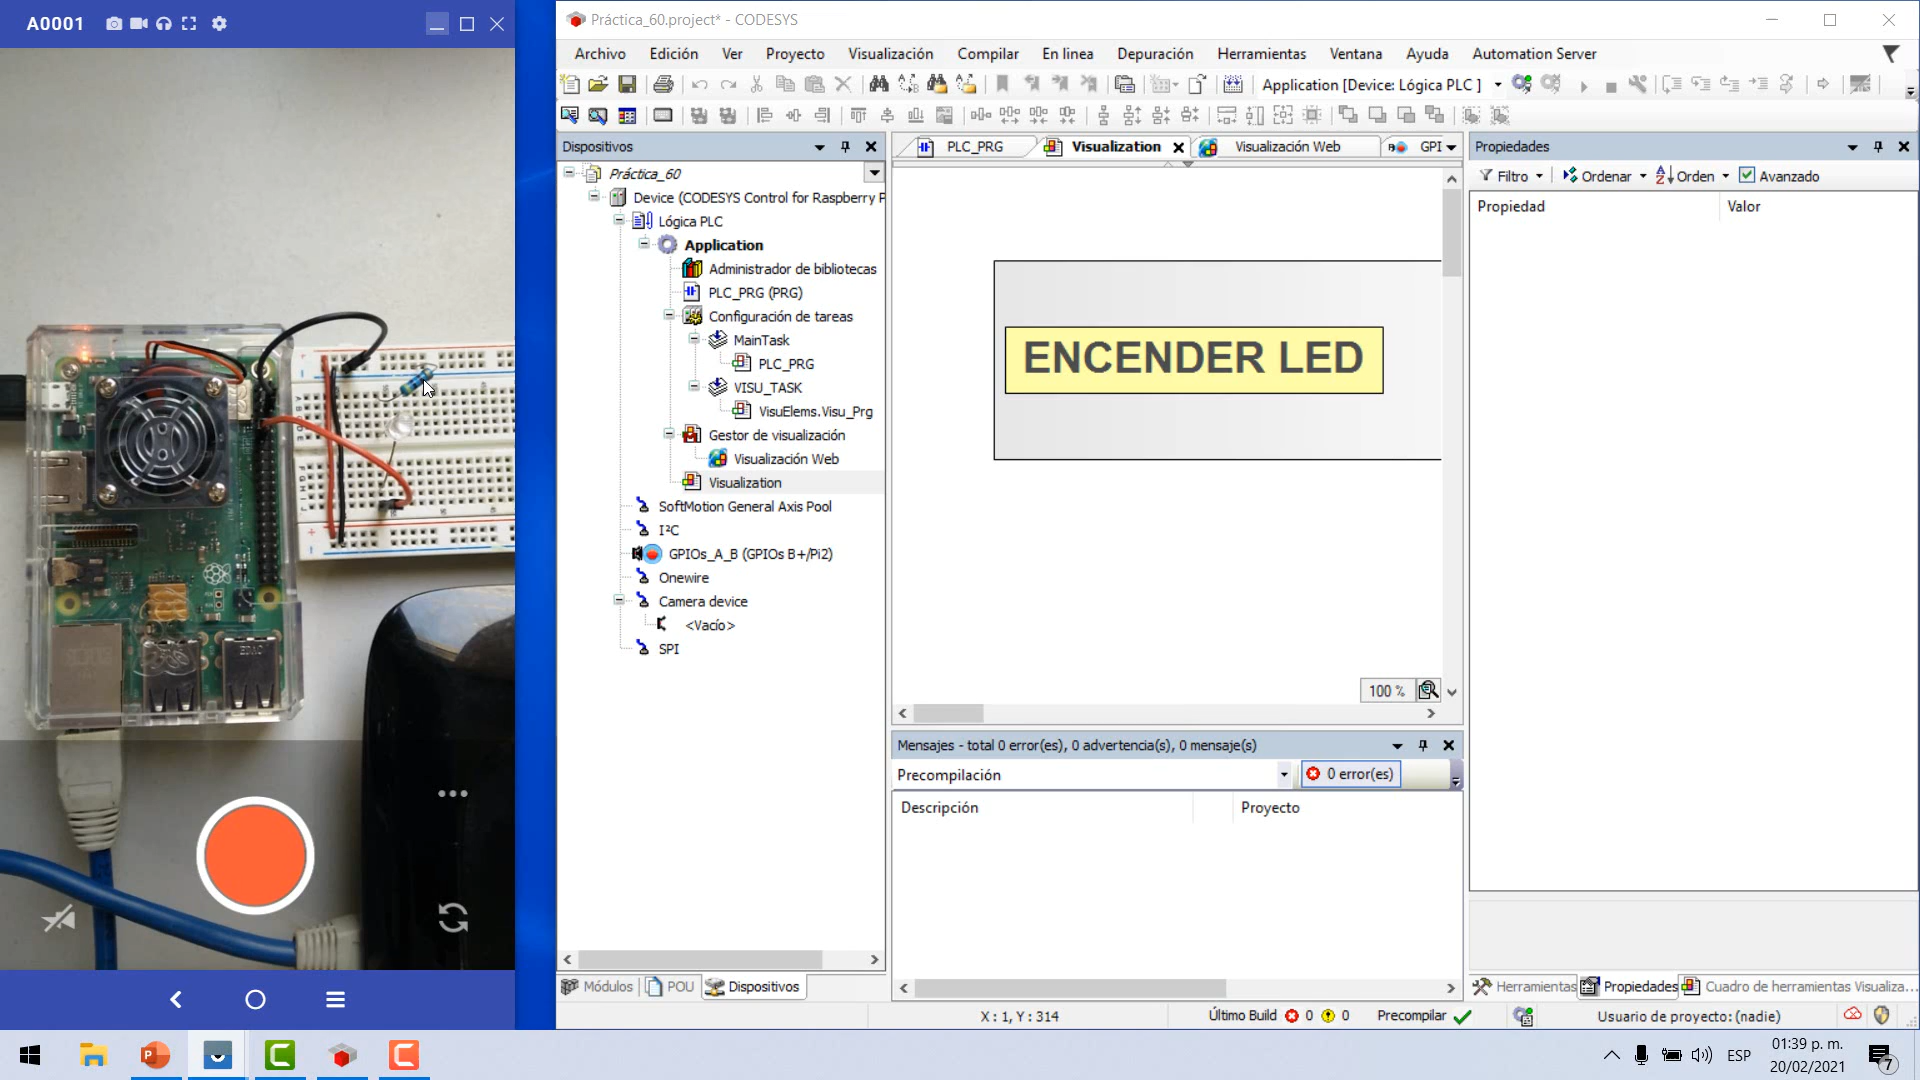 A0001
Práctica_60.project* - CODESYS
Archivo Edición Ver Proyecto Visualización Compilar En linea Depuración Herramientas Ventana Ayuda Automation Server
Application [Device: Lógica PLC ]
Dispositivos
Práctica_60
Device (CODESYS Control for Raspberry P
Lógica PLC
Application
Administrador de bibliotecas
PLC_PRG (PRG)
Configuración de tareas
MainTask
PLC_PRG
VISU_TASK
VisuElems.Visu_Prg
Gestor de visualización
Visualización Web
Visualization
SoftMotion General Axis Pool
I²C
GPIOs_A_B (GPIOs B+/Pi2)
Onewire
Camera device
<Vacío>
SPI
Módulos POU Dispositivos
PLC_PRG Visualization Visualización Web GPI
ENCENDER LED
100 %
Mensajes - total 0 error(es), 0 advertencia(s), 0 mensaje(s)
Precompilación 0 error(es)
Descripción Proyecto
Propiedades
Filtro Ordenar Orden Avanzado
Propiedad Valor
Herramientas Propiedades Cuadro de herramientas Visualiza...
X : 1, Y : 314 Último Build 0 0 Precompilar Usuario de proyecto: (nadie)
ESP
01:39 p. m.
20/02/2021
7